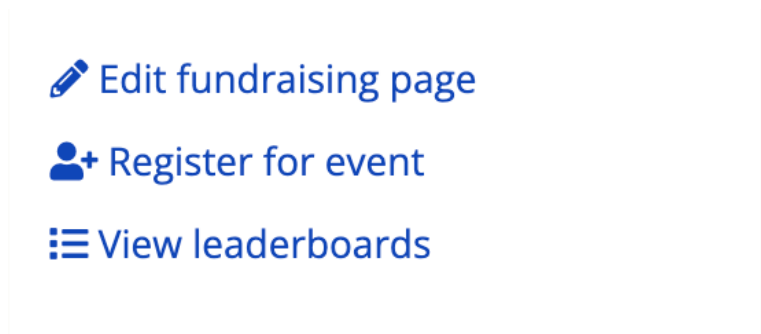 Edit fundraising page
Register for event
View leaderboards